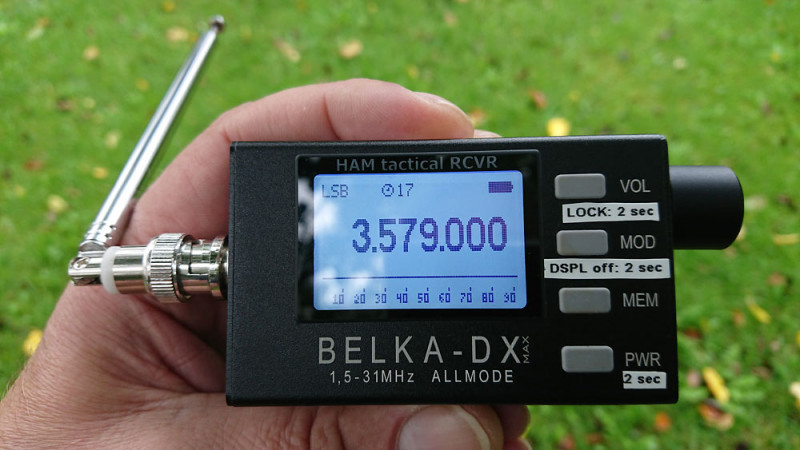 HAM tactical RCVR
LSB 17
3.579.000
10 20 30 40 50 60 70 80 90
BELKA-DX MAX
1,5-31MHz ALLMODE
VOL
LOCK: 2 sec
MOD
DSPL off: 2 sec
MEM
PWR
2 sec